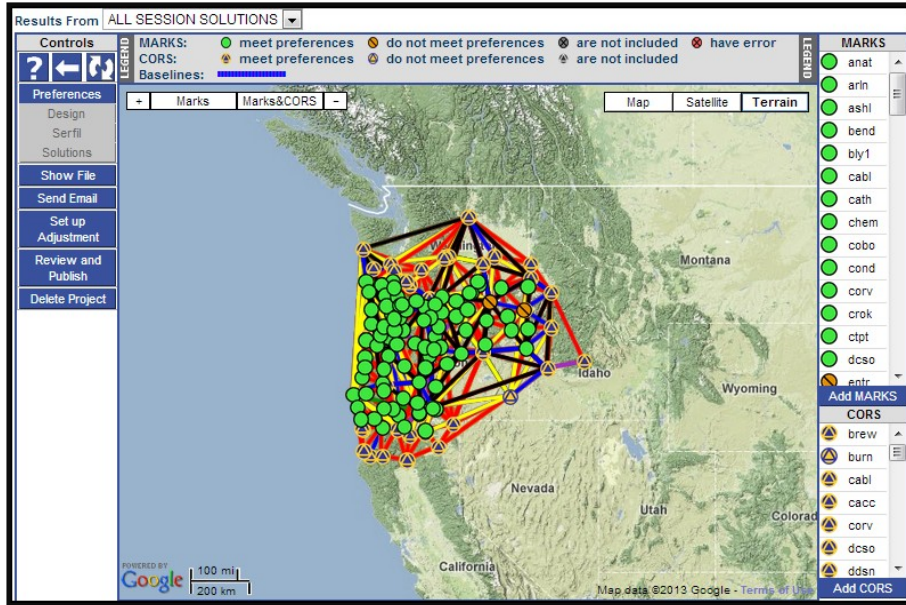 Results From ALL SESSION SOLUTIONS
Controls
?
Preferences
Design
Serfil
Solutions
Show File
Send Email
Set up
Adjustment
Review and
Publish
Delete Project
LEGEND
MARKS: meet preferences do not meet preferences are not included have error
CORS: meet preferences do not meet preferences are not included
Baselines:
LEGEND
+ Marks Marks&CORS −
Map Satellite Terrain
Montana
Idaho
Wyoming
Nevada
Utah
California
POWERED BY
Google
100 mi
200 km
Map data ©2013 Google - Terms of Use
MARKS
anat
arln
ashl
bend
bly1
cabl
cath
chem
cobo
cond
corv
crok
ctpt
dcso
entr
Add MARKS
CORS
brew
burn
cabl
cacc
corv
dcso
ddsn
Add CORS